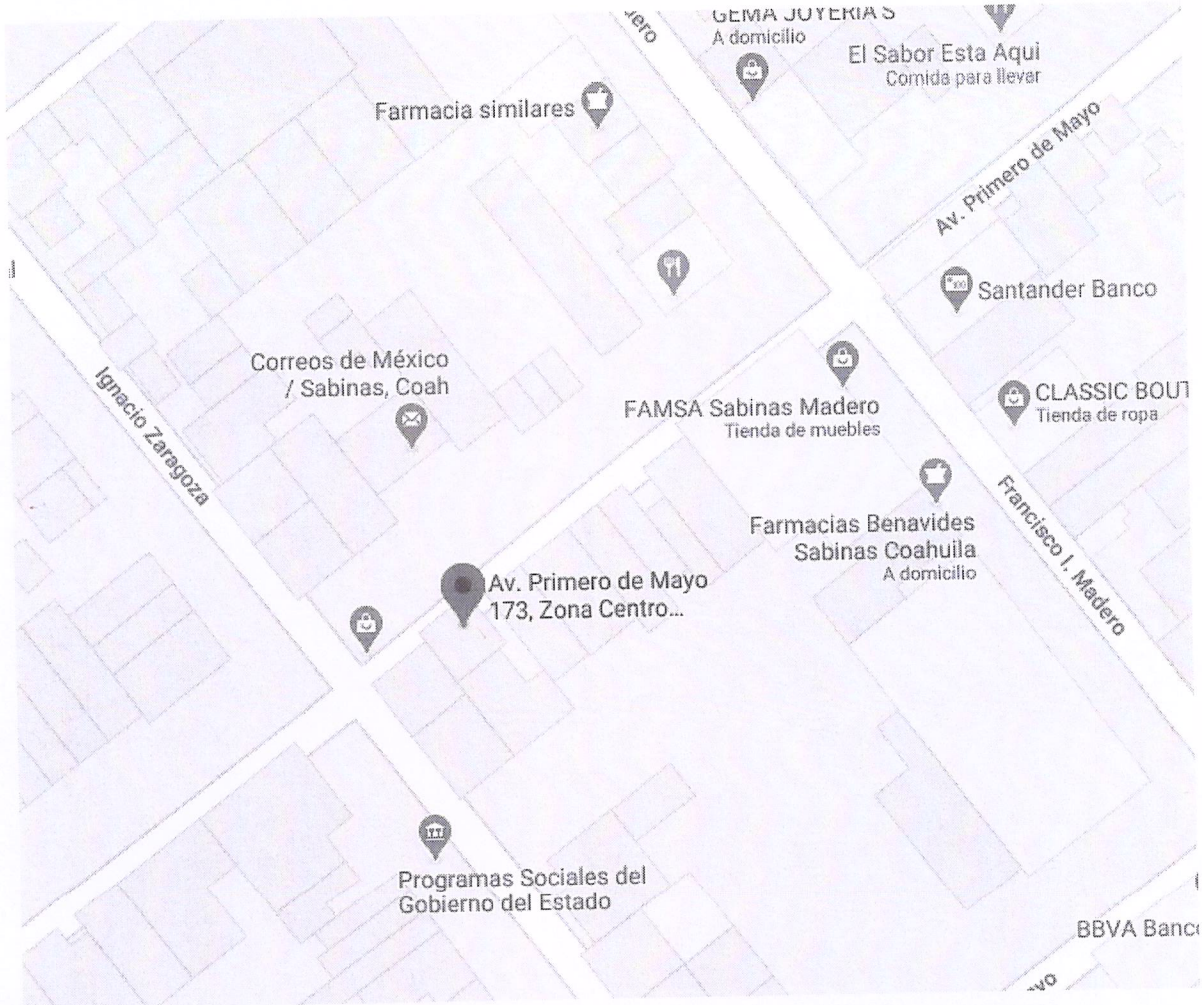 GEMA JOYERIA S
A domicilio
El Sabor Esta Aqui
Comida para llevar
Farmacia similares
Av. Primero de Mayo
Santander Banco
Correos de México
/ Sabinas, Coah
Ignacio Zaragoza
FAMSA Sabinas Madero
Tienda de muebles
CLASSIC BOUT
Tienda de ropa
Farmacias Benavides
Sabinas Coahuila
A domicilio
Francisco I. Madero
Av. Primero de Mayo
173, Zona Centro...
Programas Sociales del
Gobierno del Estado
BBVA Banc